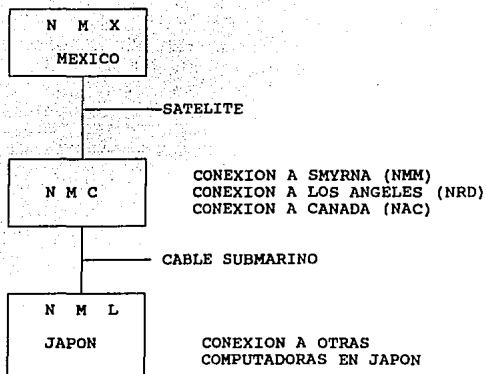 N M X
MEXICO
SATELITE
N M C
CONEXION A SMYRNA (NMM)
CONEXION A LOS ANGELES (NRD)
CONEXION A CANADA (NAC)
CABLE SUBMARINO
N M L
JAPON
CONEXION A OTRAS
COMPUTADORAS EN JAPON